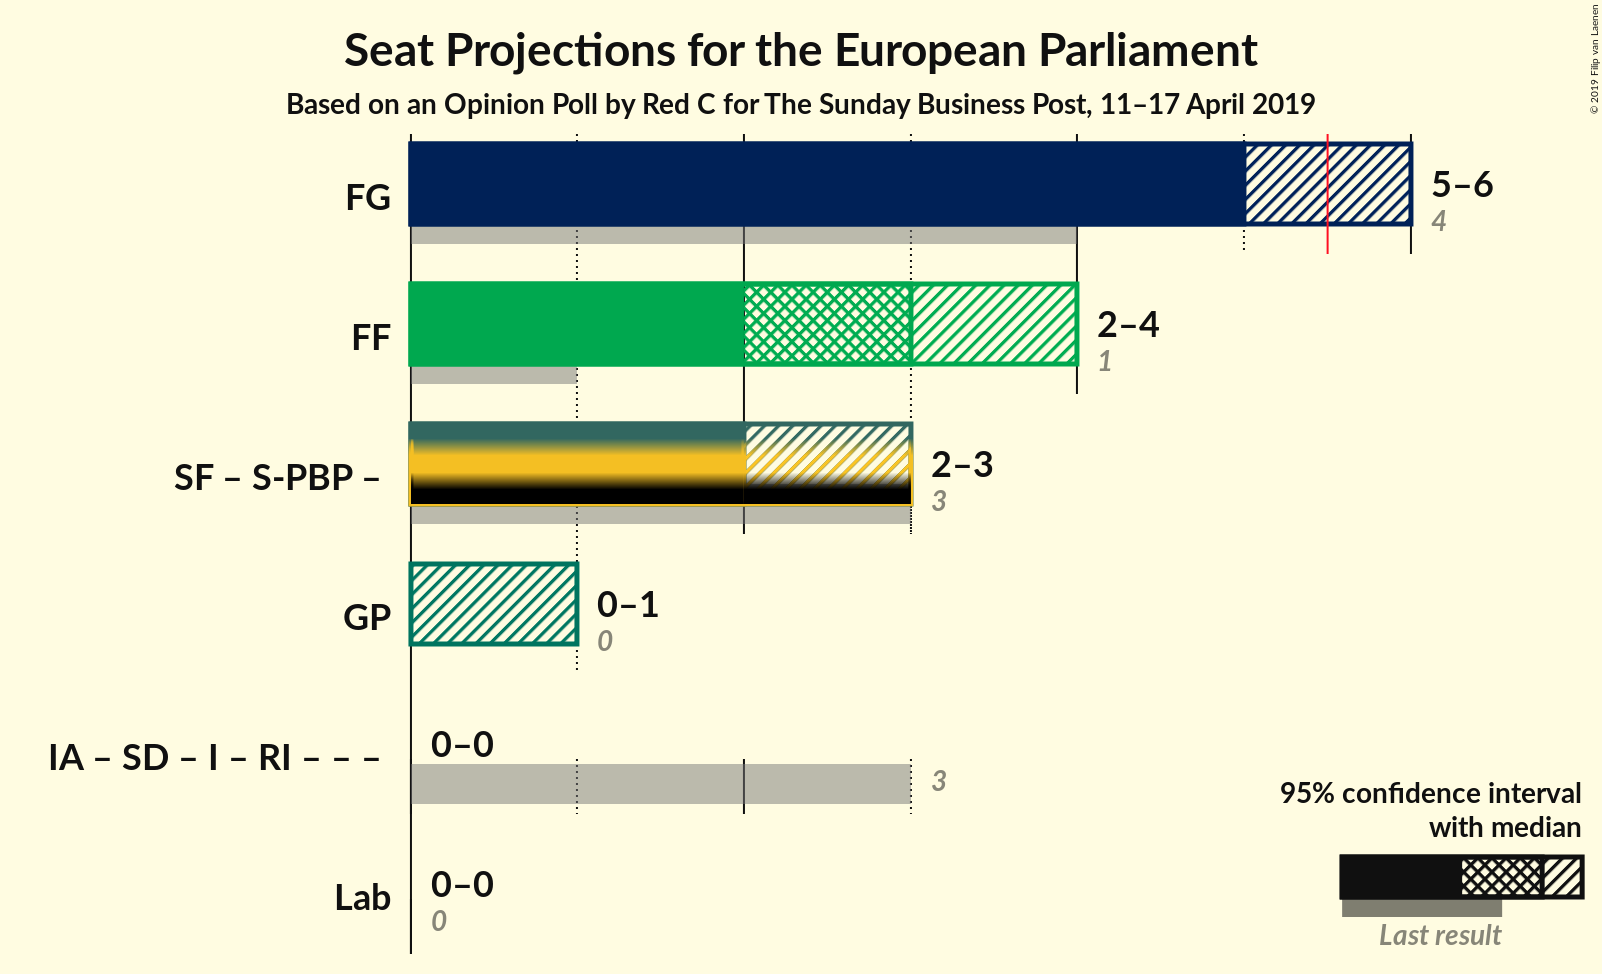 Seat Projections for the European Parliament
Based on an Opinion Poll by Red C for The Sunday Business Post, 11–17 April 2019
© 2019 Filip van Laenen
FG
5–6
4
FF
2–4
1
SF – S-PBP –
2–3
3
GP
0–1
0
IA – SD – I – RI – – –
0–0
3
Lab
0–0
0
95% confidence interval
with median
Last result